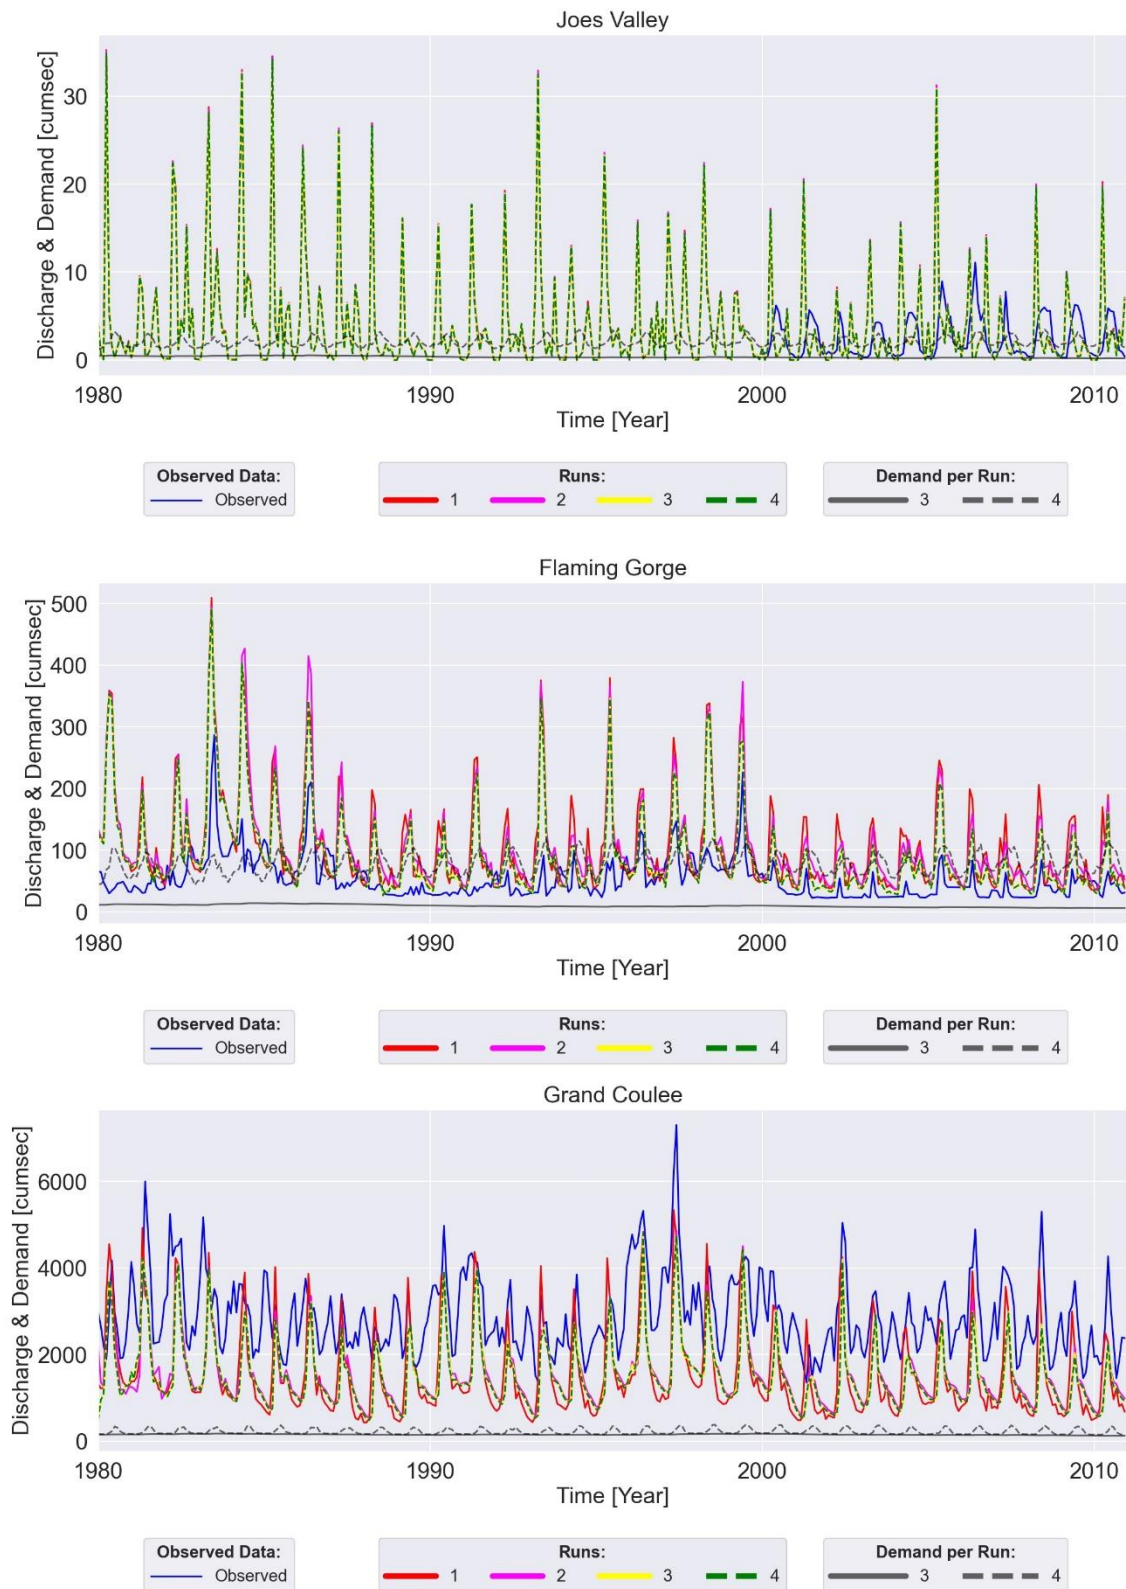 Joes Valley
Discharge & Demand [cumsec]
30
20
10
0
1980 1990 2000 2010
Time [Year]
Observed Data: Runs: Demand per Run:
Observed 1 2 3 4 3 4
Flaming Gorge
Discharge & Demand [cumsec]
500
400
300
200
100
0
1980 1990 2000 2010
Time [Year]
Observed Data: Runs: Demand per Run:
Observed 1 2 3 4 3 4
Grand Coulee
Discharge & Demand [cumsec]
6000
4000
2000
0
1980 1990 2000 2010
Time [Year]
Observed Data: Runs: Demand per Run:
Observed 1 2 3 4 3 4